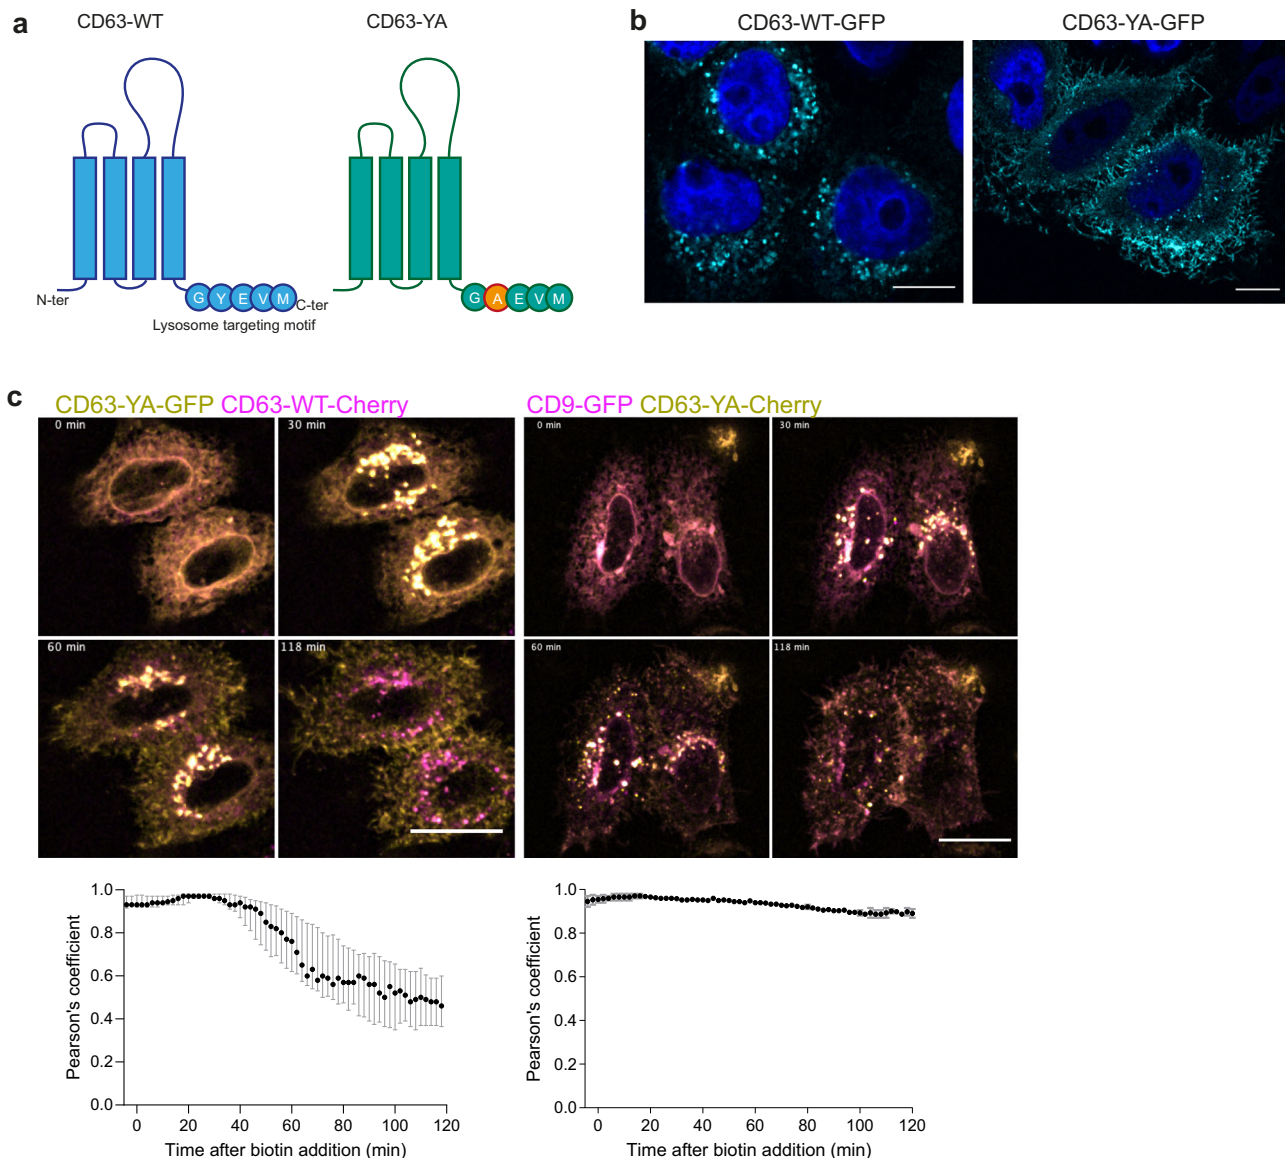 a
CD63-WT
CD63-YA
N-ter
G Y E V M
C-ter
Lysosome targeting motif
G A E V M
b
CD63-WT-GFP
CD63-YA-GFP
c
CD63-YA-GFP CD63-WT-Cherry
0 min
30 min
60 min
118 min
CD9-GFP CD63-YA-Cherry
0 min
30 min
60 min
118 min
Pearson's coefficient
1.0
0.8
0.6
0.4
0.2
0.0
0 20 40 60 80 100 120
Time after biotin addition (min)
Pearson's coefficient
1.0
0.8
0.6
0.4
0.2
0.0
0 20 40 60 80 100 120
Time after biotin addition (min)